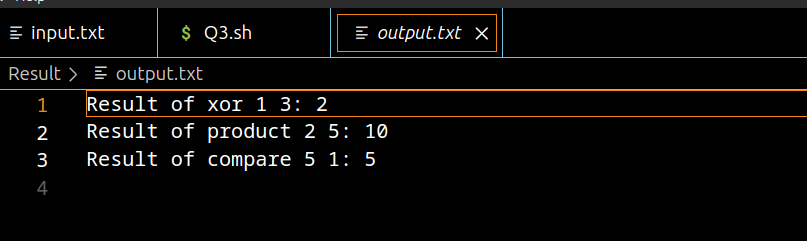 input.txt $ Q3.sh output.txt ×
Result > output.txt
1 Result of xor 1 3: 2
2 Result of product 2 5: 10
3 Result of compare 5 1: 5
4